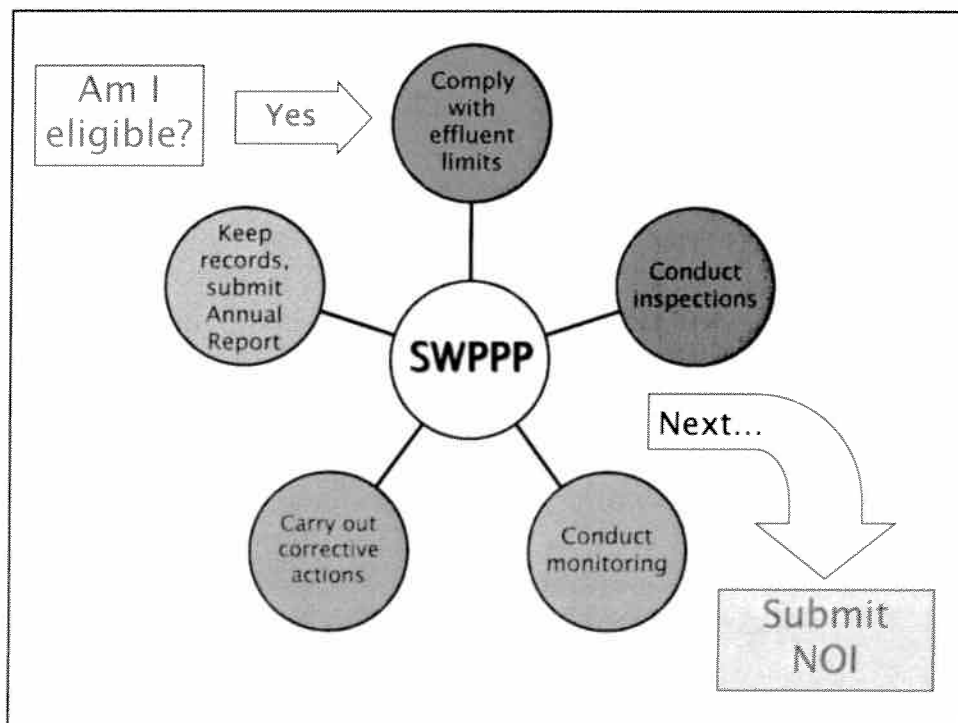 Am I
eligible?
Yes
Comply
with
effluent
limits
Keep
records,
submit
Annual
Report
Conduct
inspections
SWPPP
Next...
Carry out
corrective
actions
Conduct
monitoring
Submit
NOI